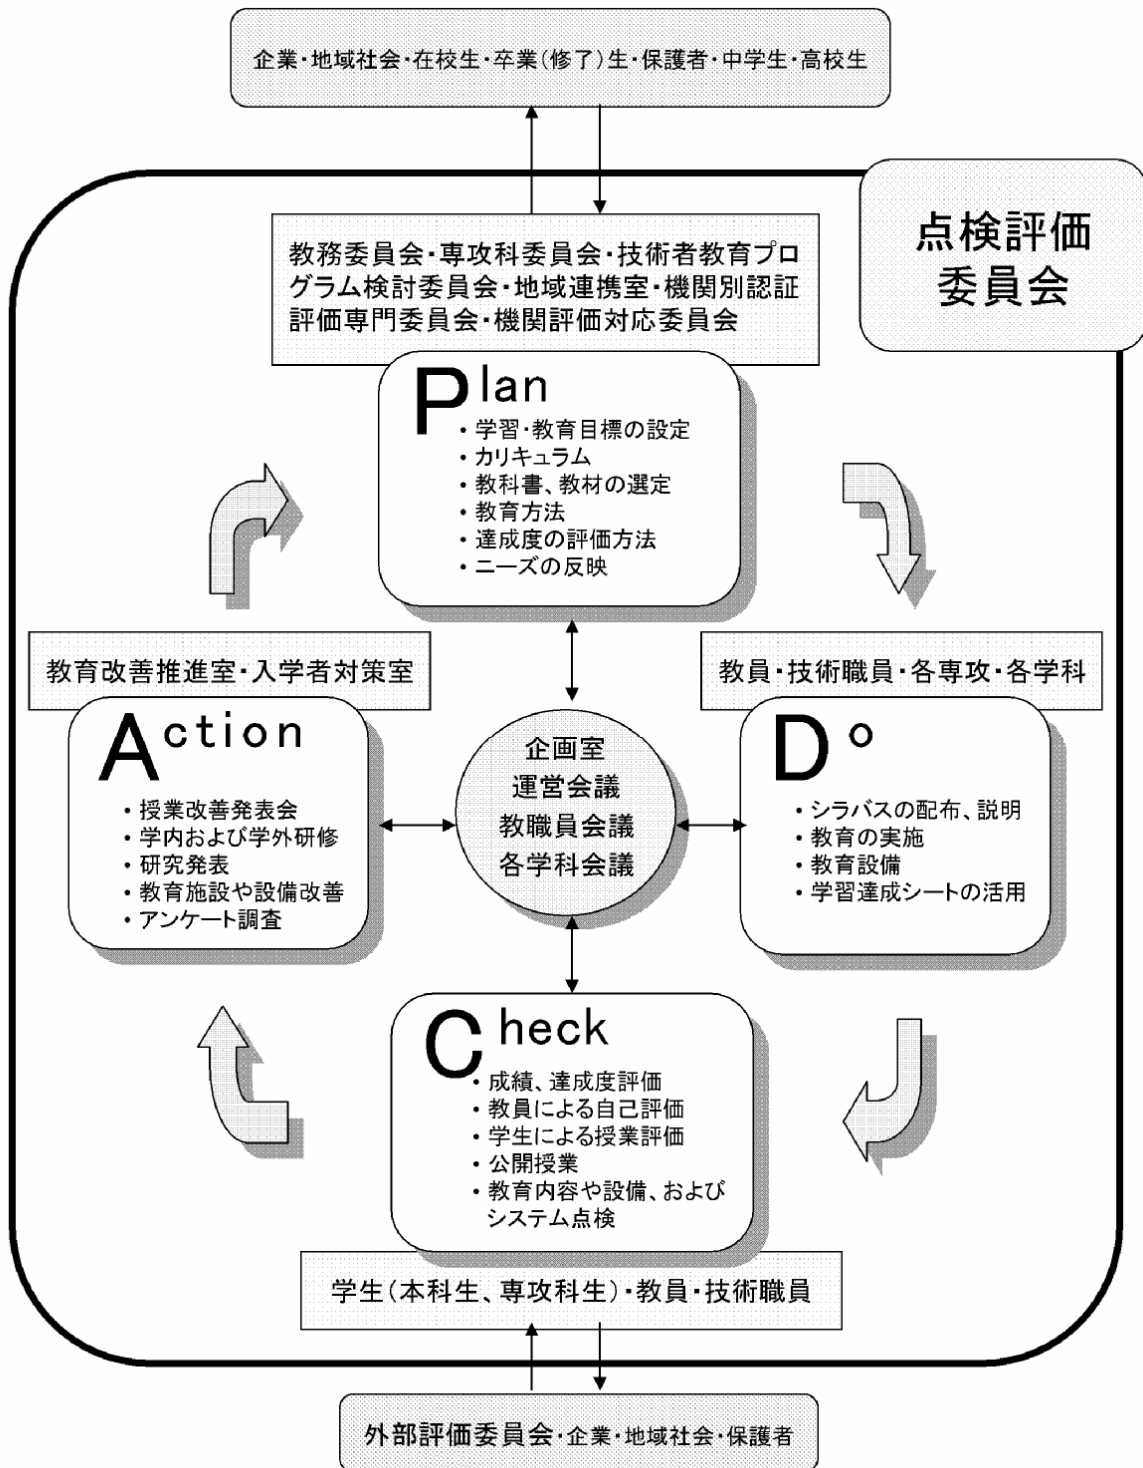 企業・地域社会・在校生・卒業(修了)生・保護者・中学生・高校生
点検評価
委員会
教務委員会・専攻科委員会・技術者教育プロ
グラム検討委員会・地域連携室・機関別認証
評価専門委員会・機関評価対応委員会
Plan
・学習・教育目標の設定
・カリキュラム
・教科書、教材の選定
・教育方法
・達成度の評価方法
・ニーズの反映
教育改善推進室・入学者対策室
Action
・授業改善発表会
・学内および学外研修
・研究発表
・教育施設や設備改善
・アンケート調査
企画室
運営会議
教職員会議
各学科会議
教員・技術職員・各専攻・各学科
Do
・シラバスの配布、説明
・教育の実施
・教育設備
・学習達成シートの活用
Check
・成績、達成度評価
・教員による自己評価
・学生による授業評価
・公開授業
・教育内容や設備、および
システム点検
学生(本科生、専攻科生)・教員・技術職員
外部評価委員会・企業・地域社会・保護者